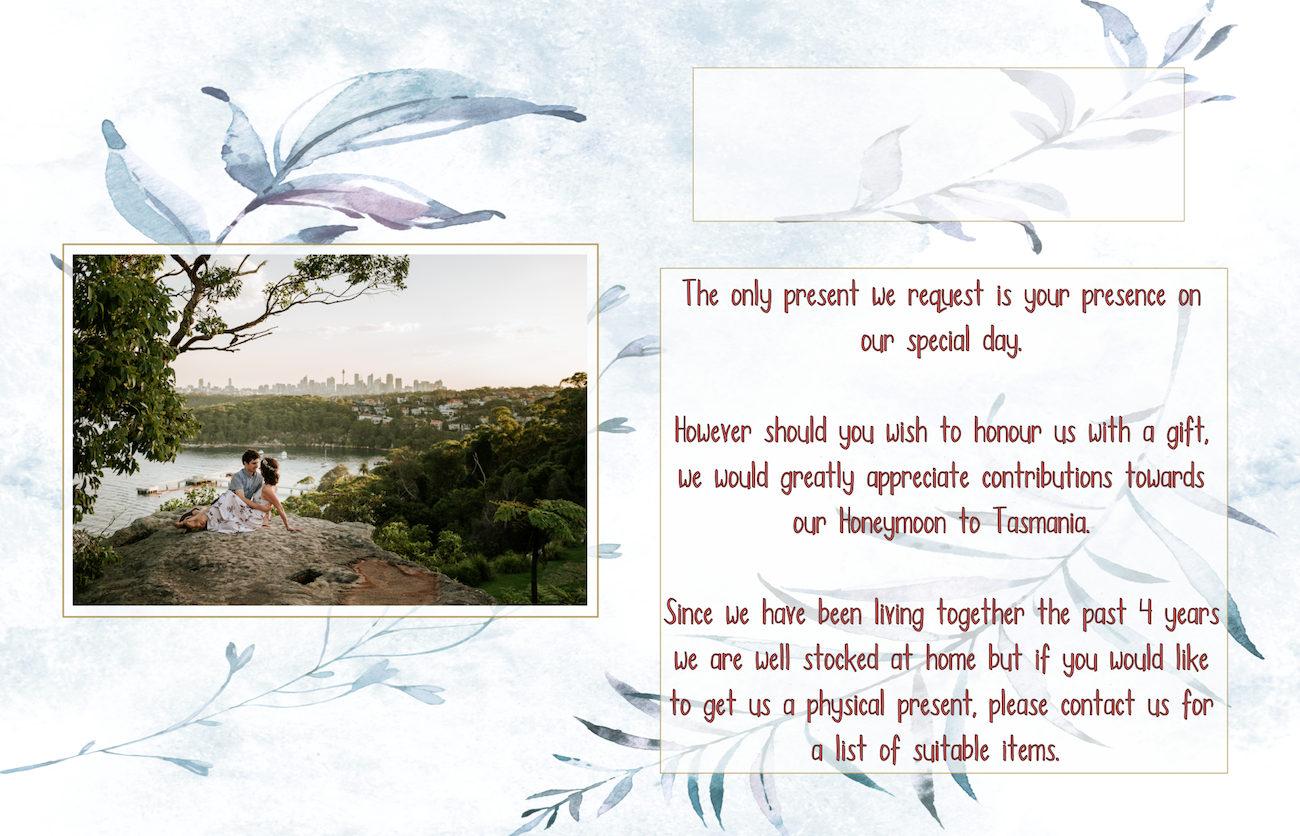 The only present we request is your presence on
our special day.
However should you wish to honour us with a gift,
we would greatly appreciate contributions towards
our Honeymoon to Tasmania.
Since we have been living together the past 4 years
we are well stocked at home but if you would like
to get us a physical present, please contact us for
a list of suitable items.